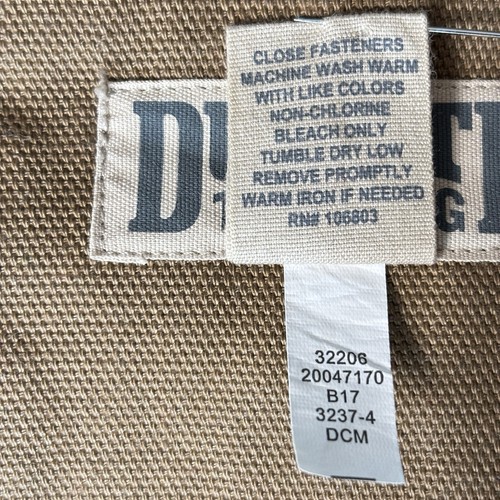 CLOSE FASTENERS
MACHINE WASH WARM
WITH LIKE COLORS
NON-CHLORINE
BLEACH ONLY
TUMBLE DRY LOW
REMOVE PROMPTLY
WARM IRON IF NEEDED
RN# 106803
32206
20047170
B17
3237-4
DCM